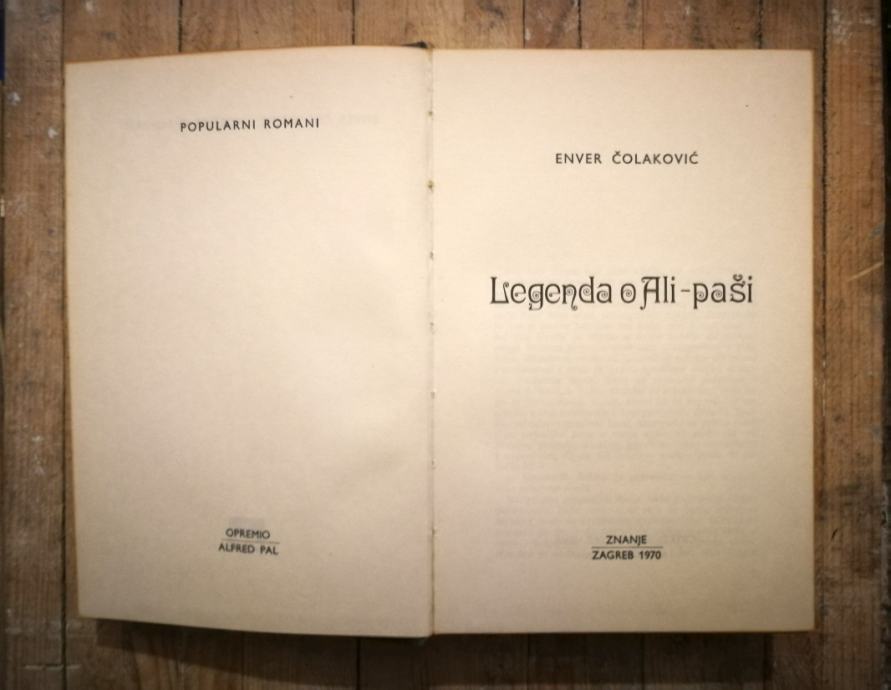 POPULARNI ROMANI
OPREMIO
ALFRED PAL
ENVER ČOLAKOVIĆ
Legenda o Ali-paši
ZNANJE
ZAGREB 1970